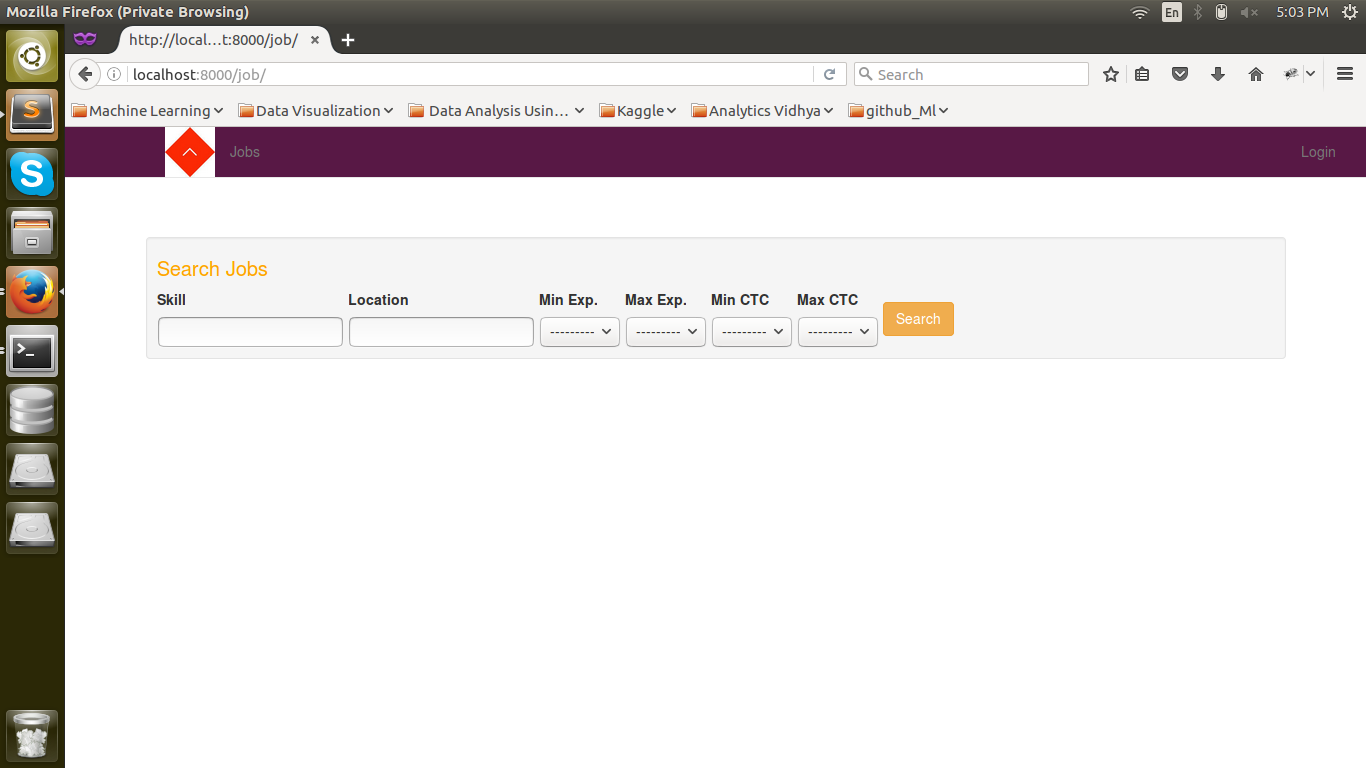 Mozilla Firefox (Private Browsing)
En
5:03 PM
http://local...t:8000/job/
localhost:8000/job/
Search
Machine Learning
Data Visualization
Data Analysis Usin...
Kaggle
Analytics Vidhya
github_Ml
Jobs
Login
Search Jobs
Skill Location Min Exp. Max Exp. Min CTC Max CTC
--------- --------- --------- --------- Search